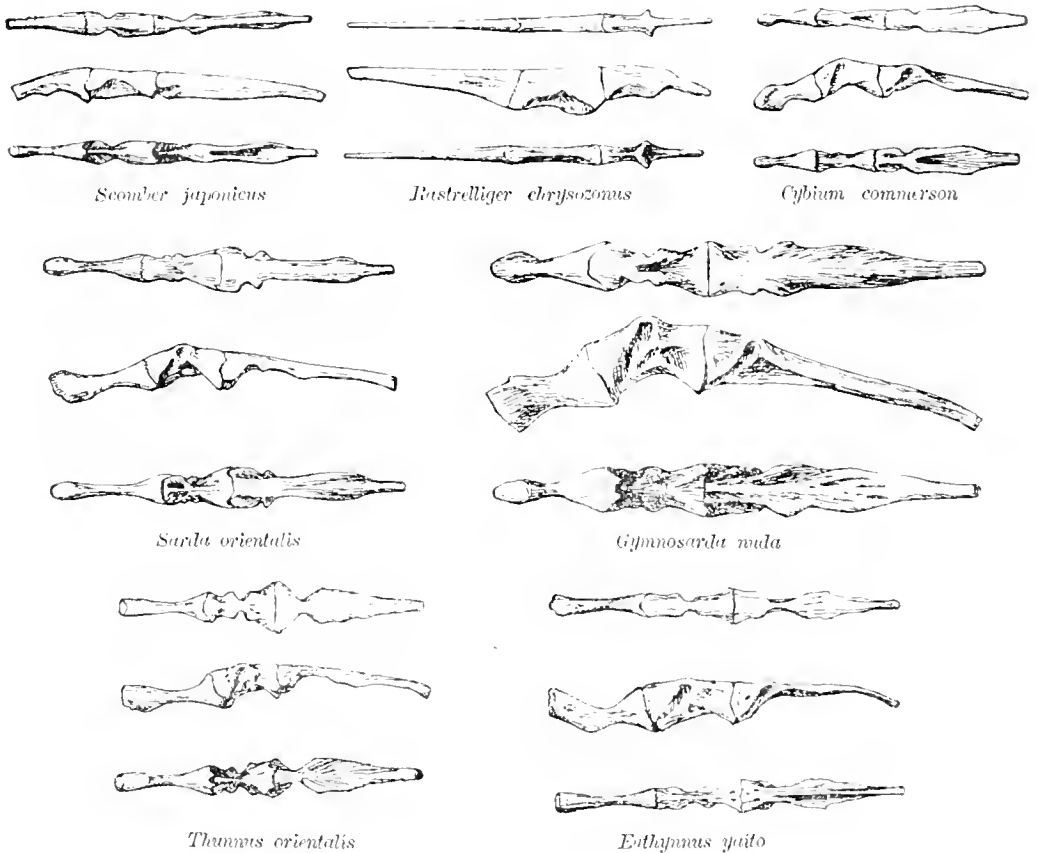 Scomber japonicus
Rastrelliger chrysozonus
Cybium commerson
Sarda orientalis
Gymnosarda nuda
Thunnus orientalis
Euthynnus yaito